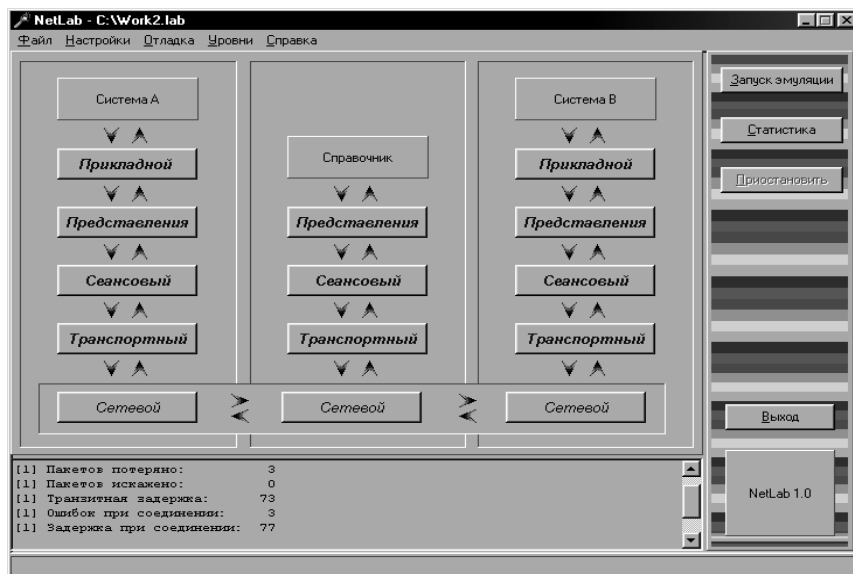 NetLab - C:\Work2.lab
Файл Настройки Отладка Уровни Справка
Система А
Прикладной
Представления
Сеансовый
Транспортный
Сетевой
Справочник
Представления
Сеансовый
Транспортный
Сетевой
Система В
Прикладной
Представления
Сеансовый
Транспортный
Сетевой
Запуск эмуляции
Статистика
Приостановить
Выход
NetLab 1.0
[1] Пакетов потеряно: 3
[1] Пакетов искажено: 0
[1] Транзитная задержка: 73
[1] Ошибок при соединении: 3
[1] Задержка при соединении: 77